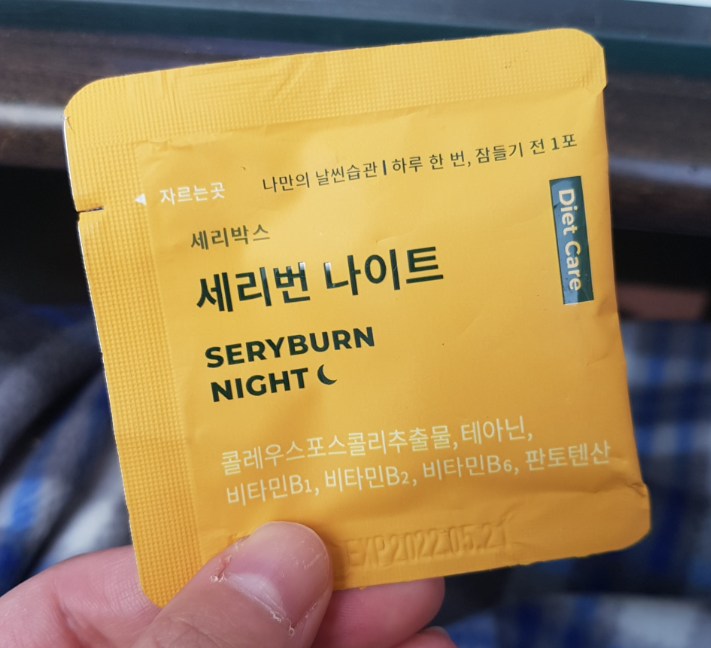 나만의 날씬습관 | 하루 한 번, 잠들기 전 1포
자르는곳
Diet Care
세리박스
세리번 나이트
SERYBURN
NIGHT
콜레우스포스콜리추출물, 테아닌,
비타민B1, 비타민B2, 비타민B6, 판토텐산
EXP2022.05.21